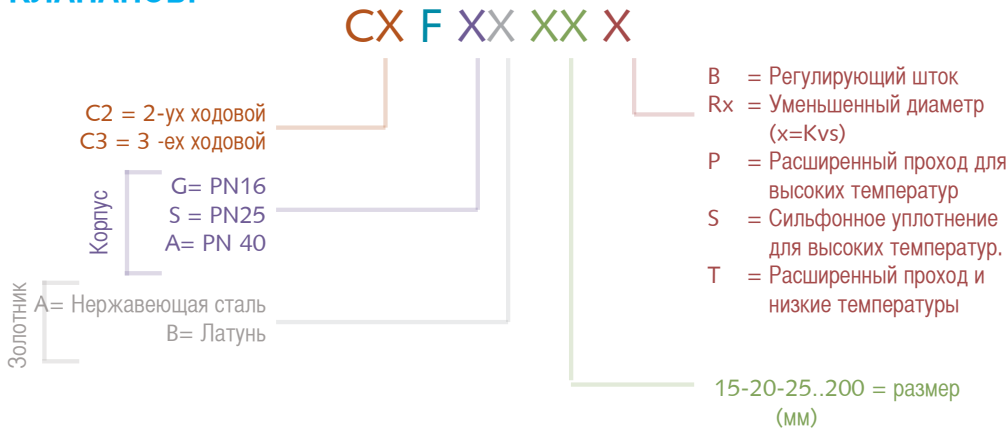 КЛАПАНОВ:
CX F XX XX X
C2 = 2-ух ходовой
C3 = 3 -ех ходовой
Корпус
G= PN16
S = PN25
A= PN 40
Золотник
A= Нержавеющая сталь
B= Латунь
B = Регулирующий шток
Rx = Уменьшенный диаметр
(x=Kvs)
P = Расширенный проход для
высоких температур
S = Сильфонное уплотнение
для высоких температур.
T = Расширенный проход и
низкие температуры
15-20-25..200 = размер
(мм)